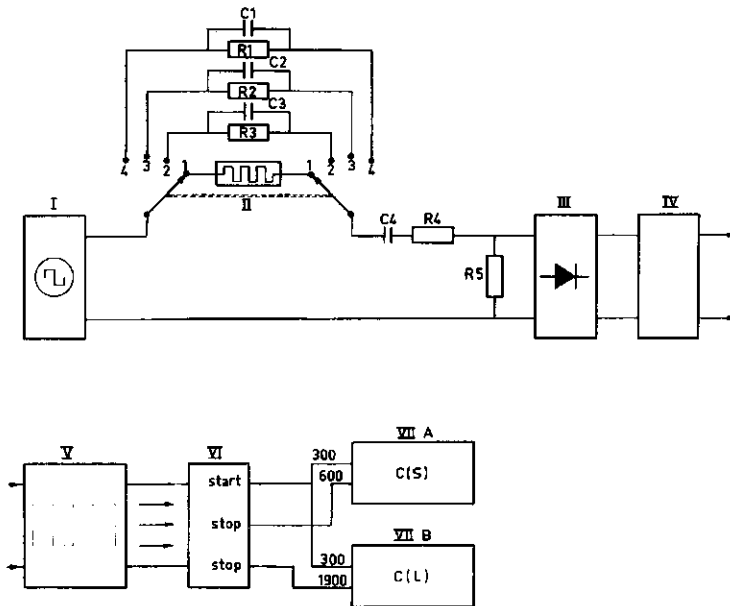 C1
R1
C2
R2
C3
R3
4 3 2 1 1 2 3 4
I II III IV
C4 R4
R5
V VI VII A
300
start
600
C(S)
stop
VII B
stop
300
1900
C(L)